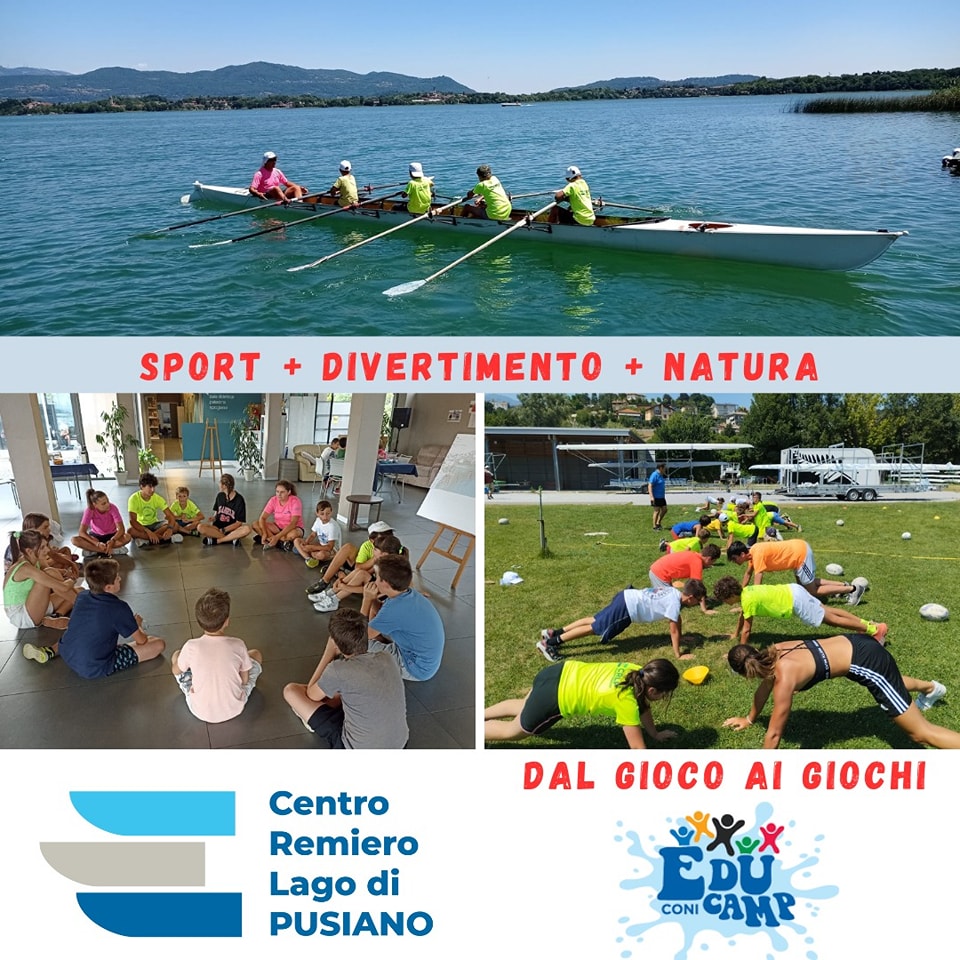 SPORT + DIVERTIMENTO + NATURA
DAL GIOCO AI GIOCHI
Centro
Remiero
Lago di
PUSIANO
EDU
CONI CAMP